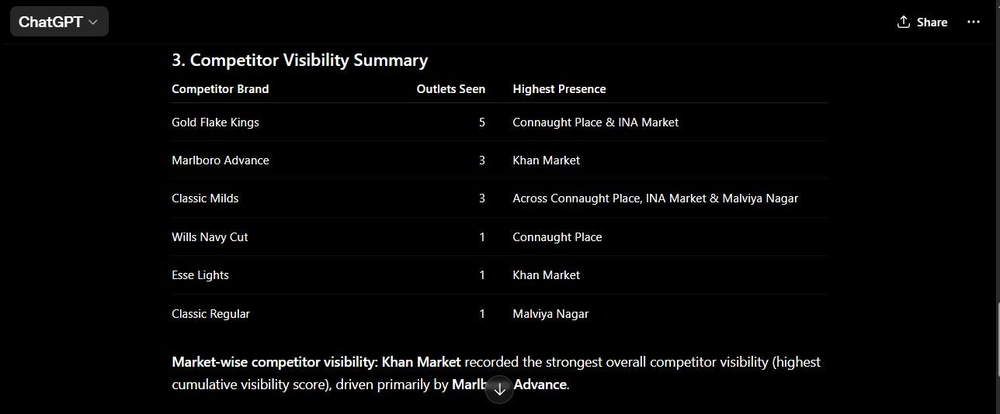 ChatGPT
Share
3. Competitor Visibility Summary
Competitor Brand Outlets Seen Highest Presence
Gold Flake Kings 5 Connaught Place & INA Market
Marlboro Advance 3 Khan Market
Classic Milds 3 Across Connaught Place, INA Market & Malviya Nagar
Wills Navy Cut 1 Connaught Place
Esse Lights 1 Khan Market
Classic Regular 1 Malviya Nagar
Market-wise competitor visibility: Khan Market recorded the strongest overall competitor visibility (highest
cumulative visibility score), driven primarily by Marlboro Advance.